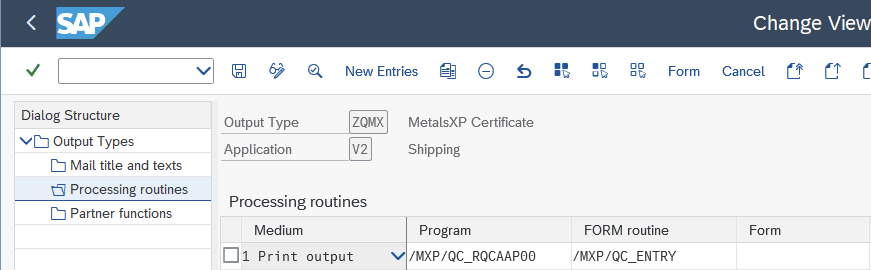 SAP Change View
New Entries Form Cancel
Dialog Structure
Output Types
Mail title and texts
Processing routines
Partner functions
Output Type ZQMX MetalsXP Certificate
Application V2 Shipping
Processing routines
Medium Program FORM routine Form
1 Print output /MXP/QC_RQCAAP00 /MXP/QC_ENTRY